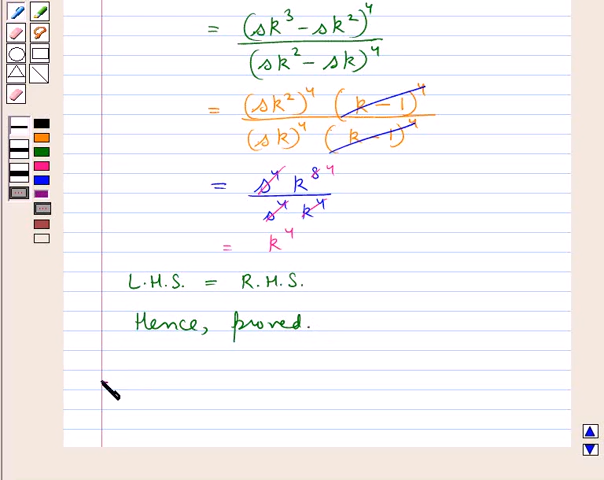 = (sk³ − sk²)⁴ / (sk² − sk)⁴
= (sk²)⁴ (k − 1)⁴ / (sk)⁴ (k − 1)⁴
= s⁴ k⁸ ⁴ / s⁴ k⁴
= k⁴
L.H.S. = R.H.S.
Hence, proved.